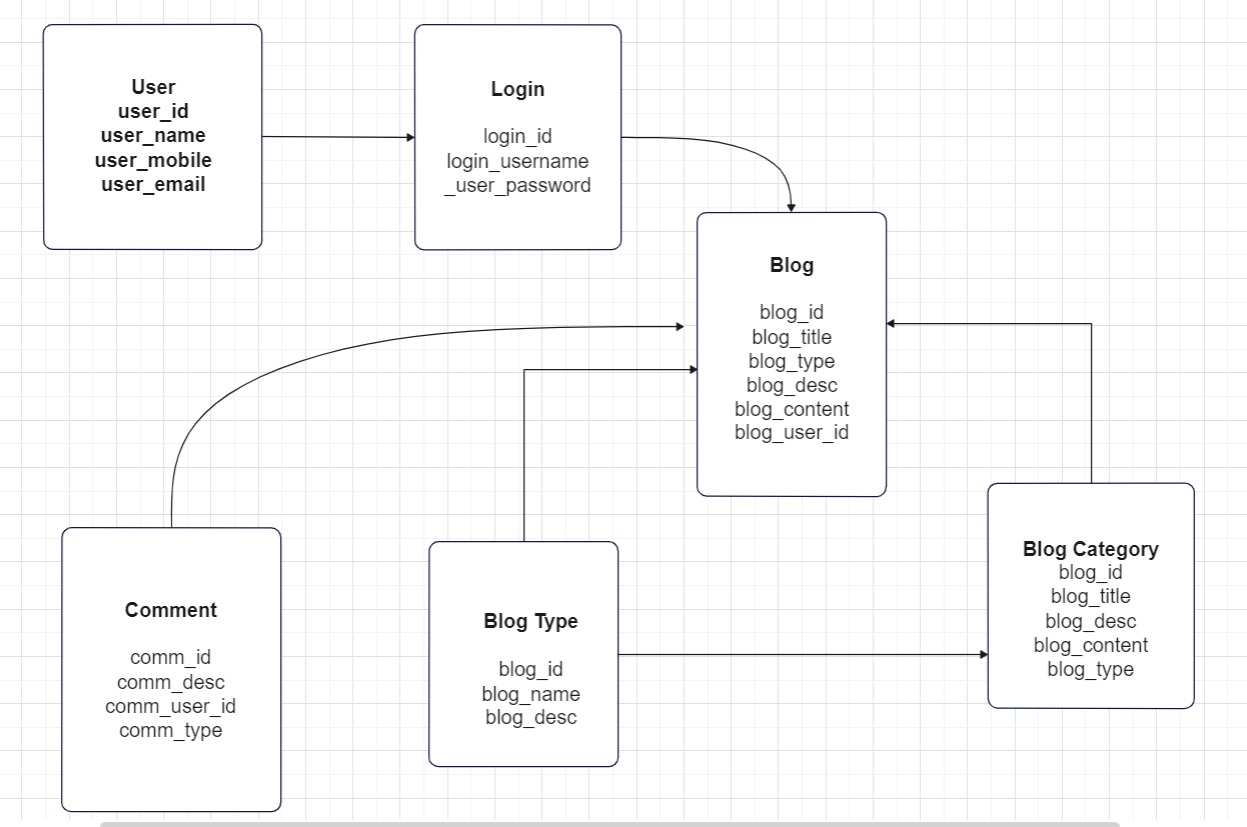 User
user_id
user_name
user_mobile
user_email
Login
login_id
login_username
_user_password
Blog
blog_id
blog_title
blog_type
blog_desc
blog_content
blog_user_id
Comment
comm_id
comm_desc
comm_user_id
comm_type
Blog Type
blog_id
blog_name
blog_desc
Blog Category
blog_id
blog_title
blog_desc
blog_content
blog_type